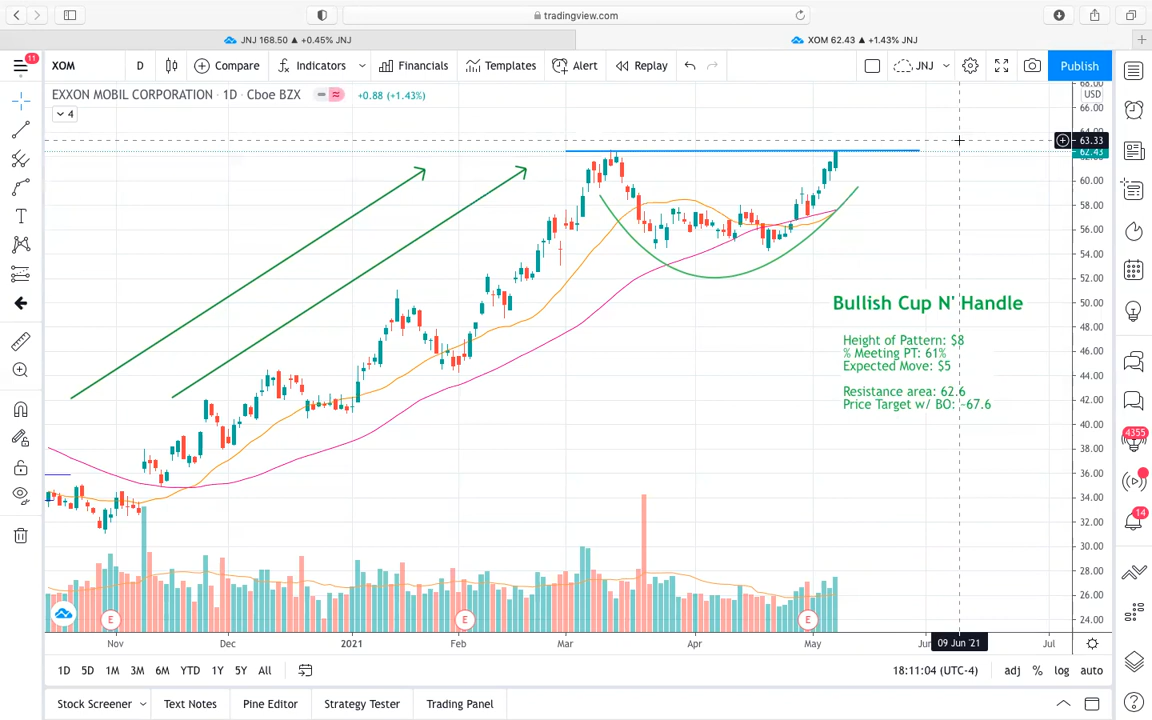 tradingview.com
JNJ 168.50 ▲ +0.45% JNJ
XOM 62.43 ▲ +1.43% JNJ
11
XOM
D
Compare
Indicators
Financials
Templates
Alert
Replay
JNJ
Publish
EXXON MOBIL CORPORATION · 1D · Cboe BZX
+0.88 (+1.43%)
4
USD
68.00
66.00
64.00
63.33
62.43
60.00
58.00
56.00
54.00
52.00
50.00
48.00
46.00
44.00
42.00
40.00
38.00
36.00
34.00
32.00
30.00
28.00
26.00
24.00
Bullish Cup N' Handle
Height of Pattern: $8
% Meeting PT: 61%
Expected Move: $5
Resistance area: 62.6
Price Target w/ BO: ~67.6
4355
14
E
E
E
Nov
Dec
2021
Feb
Mar
Apr
May
Jun
09 Jun '21
Jul
1D
5D
1M
3M
6M
YTD
1Y
5Y
All
18:11:04 (UTC-4)
adj
%
log
auto
Stock Screener
Text Notes
Pine Editor
Strategy Tester
Trading Panel